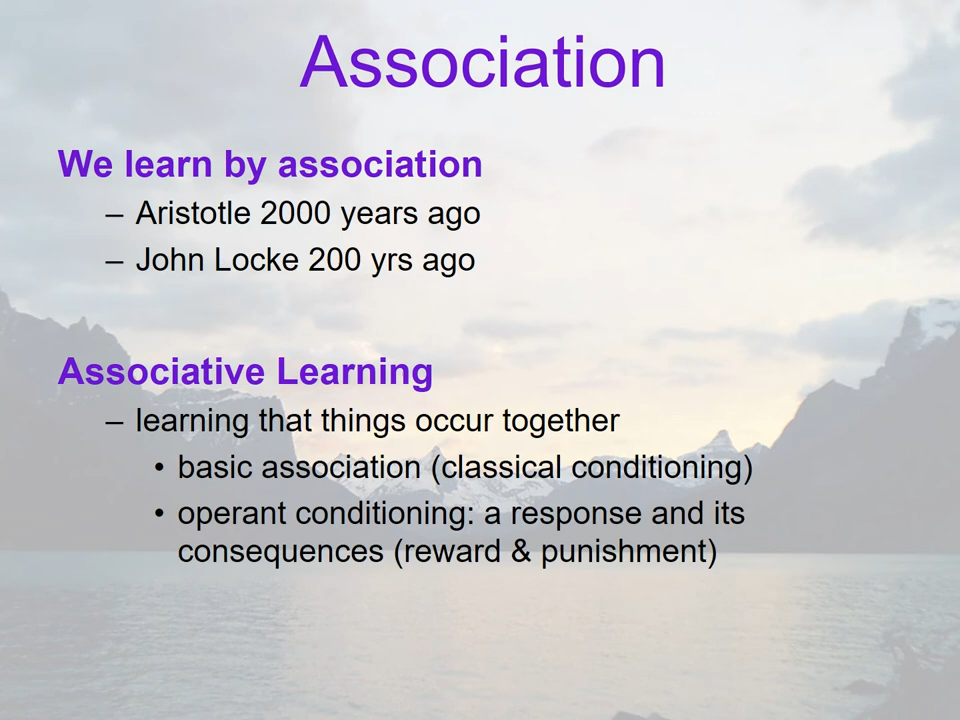 Association
We learn by association
– Aristotle 2000 years ago
– John Locke 200 yrs ago
Associative Learning
– learning that things occur together
• basic association (classical conditioning)
• operant conditioning: a response and its
consequences (reward & punishment)